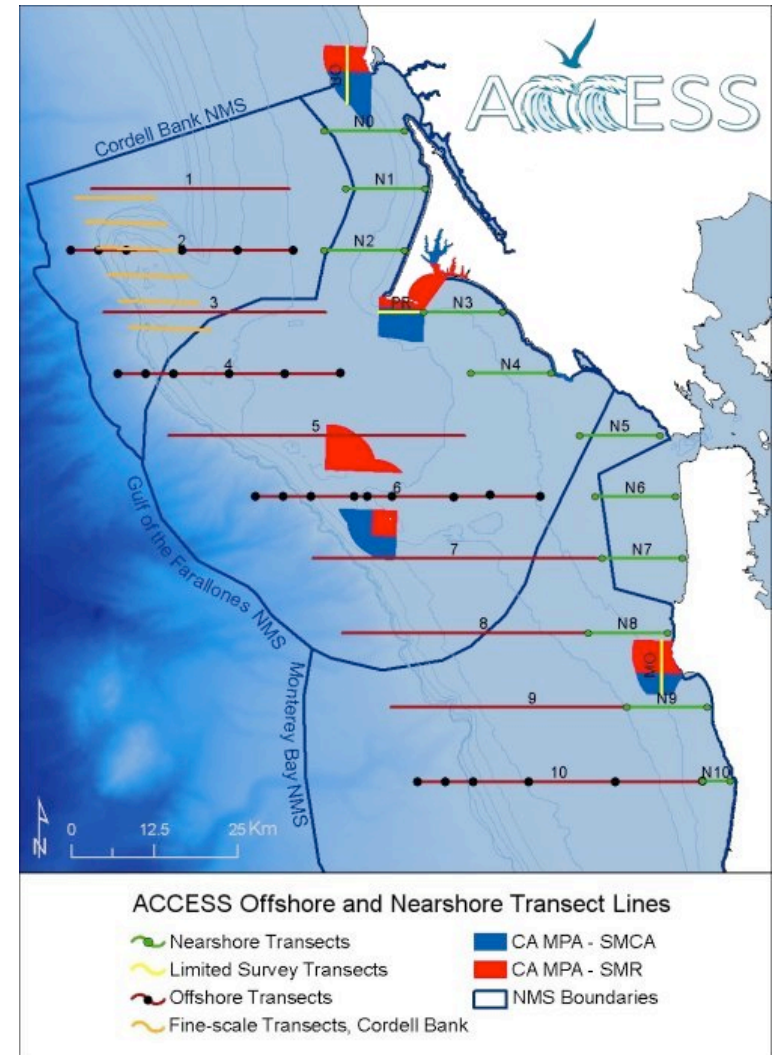 ACCESS
BO
Cordell Bank NMS
N0
1
N1
2
N2
3
PR
N3
4
N4
5
N5
6
N6
7
N7
Gulf of the Farallones NMS
8
N8
MO
Monterey Bay NMS
9
N9
10
N10
N
0 12.5 25 Km
ACCESS Offshore and Nearshore Transect Lines
Nearshore Transects
Limited Survey Transects
Offshore Transects
Fine-scale Transects, Cordell Bank
CA MPA - SMCA
CA MPA - SMR
NMS Boundaries